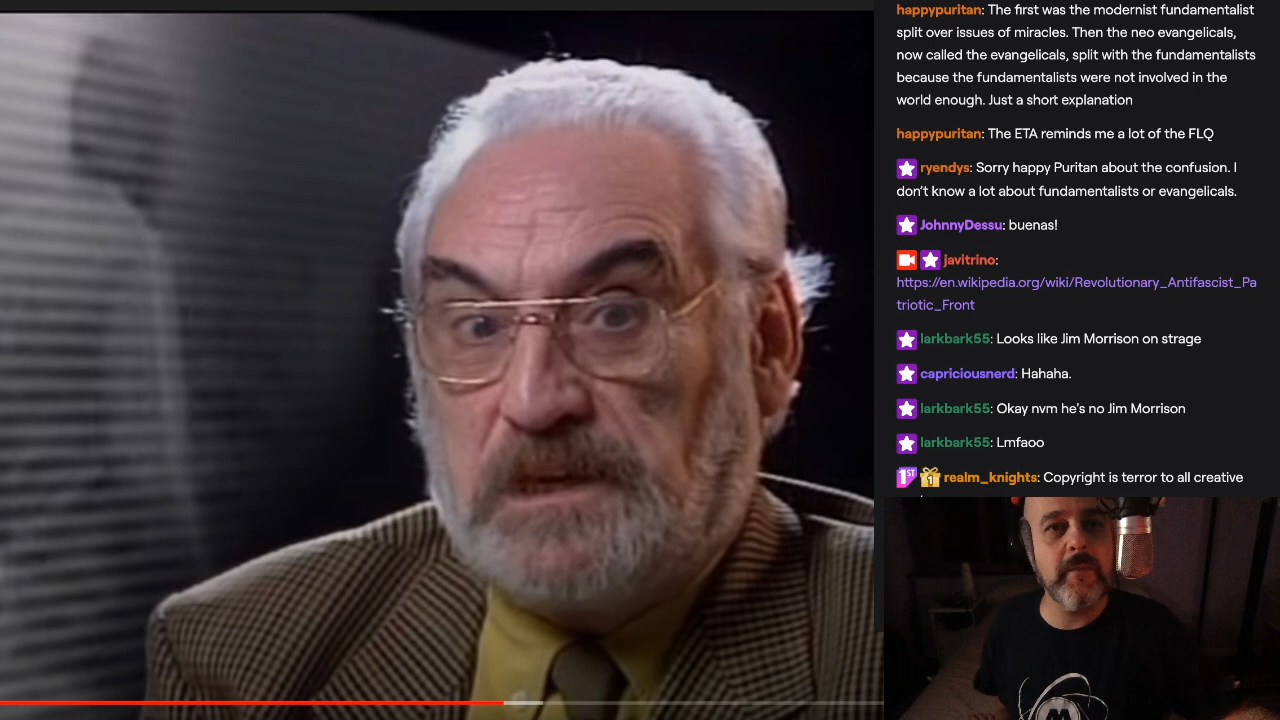 happypuritan: The first was the modernist fundamentalist
split over issues of miracles. Then the neo evangelicals,
now called the evangelicals, split with the fundamentalists
because the fundamentalists were not involved in the
world enough. Just a short explanation
happypuritan: The ETA reminds me a lot of the FLQ
ryendys: Sorry happy Puritan about the confusion. I
don't know a lot about fundamentalists or evangelicals.
JohnnyDessu: buenas!
javitrino:
https://en.wikipedia.org/wiki/Revolutionary_Antifascist_Pa
triotic_Front
larkbark55: Looks like Jim Morrison on strage
capriciousnerd: Hahaha.
larkbark55: Okay nvm he's no Jim Morrison
larkbark55: Lmfaoo
1ST 1 realm_knights: Copyright is terror to all creative
M